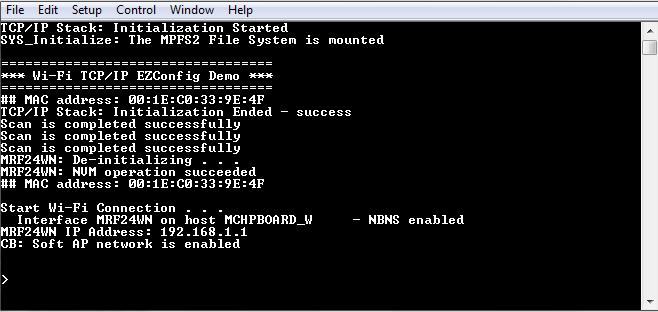 File Edit Setup Control Window Help
TCP/IP Stack: Initialization Started
SYS_Initialize: The MPFS2 File System is mounted
==================================
*** Wi-Fi TCP/IP EZConfig Demo ***
==================================
## MAC address: 00:1E:C0:33:9E:4F
TCP/IP Stack: Initialization Ended - success
Scan is completed successfully
Scan is completed successfully
Scan is completed successfully
MRF24WN: De-initializing . . .
MRF24WN: NVM operation succeeded
## MAC address: 00:1E:C0:33:9E:4F
Start Wi-Fi Connection . . .
Interface MRF24WN on host MCHPBOARD_W - NBNS enabled
MRF24WN IP Address: 192.168.1.1
CB: Soft AP network is enabled
>